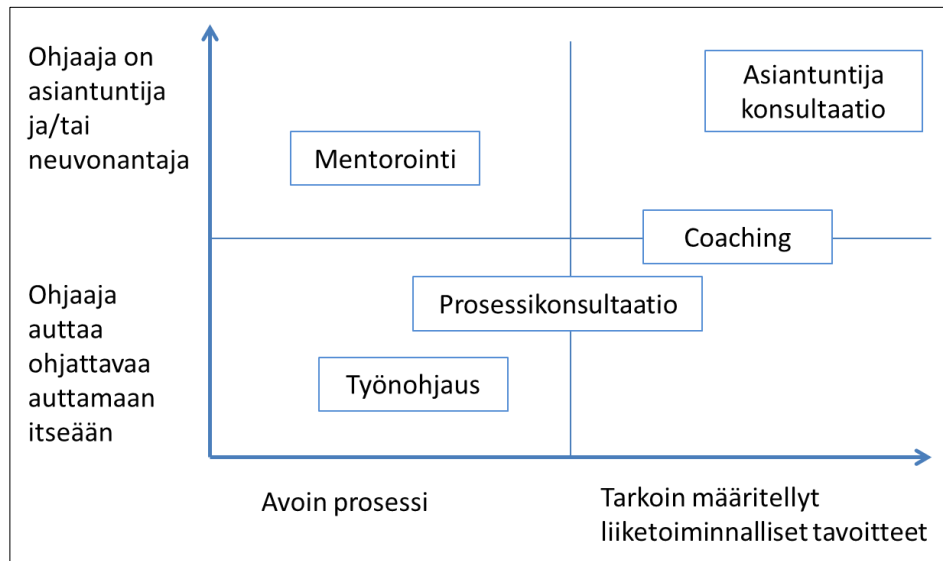 Ohjaaja on
asiantuntija
ja/tai
neuvonantaja
Asiantuntija
konsultaatio
Mentorointi
Coaching
Ohjaaja
auttaa
ohjattavaa
auttamaan
itseään
Prosessikonsultaatio
Työnohjaus
Avoin prosessi
Tarkoin määritellyt
liiketoiminnalliset tavoitteet